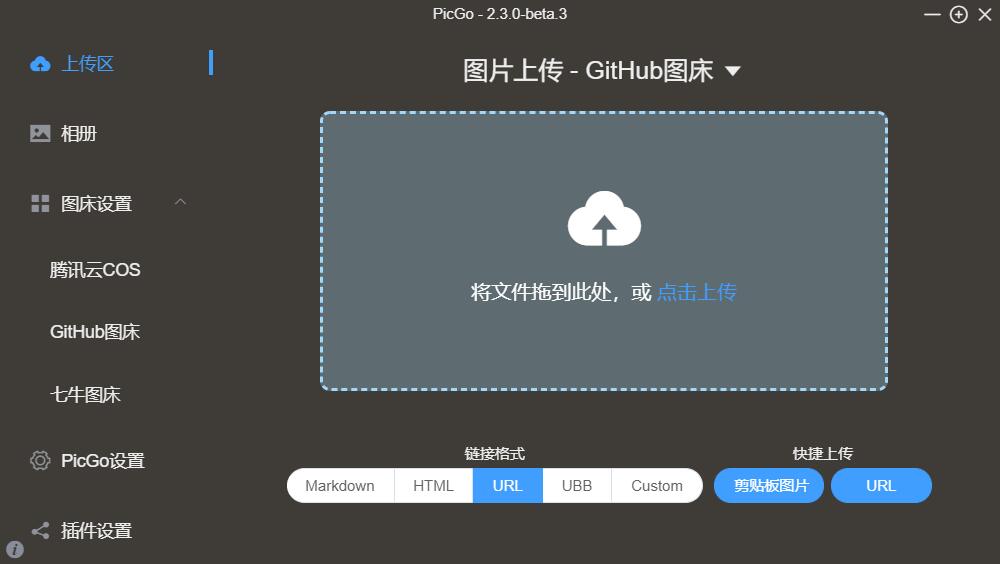 PicGo - 2.3.0-beta.3
上传区
相册
图床设置
腾讯云COS
GitHub图床
七牛图床
PicGo设置
插件设置
图片上传 - GitHub图床
将文件拖到此处，或 点击上传
链接格式
Markdown HTML URL UBB Custom
快捷上传
剪贴板图片 URL